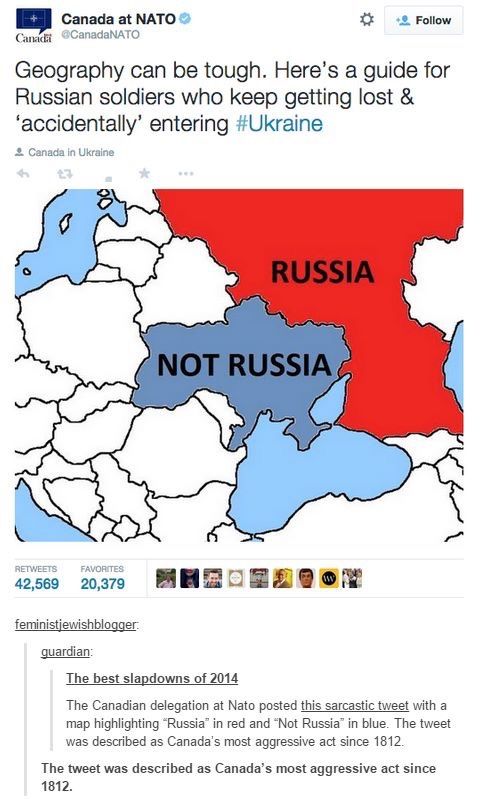 Canada at NATO
@CanadaNATO
Canada
Follow
Geography can be tough. Here's a guide for
Russian soldiers who keep getting lost &
'accidentally' entering #Ukraine
Canada in Ukraine
RUSSIA
NOT RUSSIA
RETWEETS
FAVORITES
42,569
20,379
W
feministjewishblogger:
guardian:
The best slapdowns of 2014
The Canadian delegation at Nato posted this sarcastic tweet with a
map highlighting “Russia” in red and “Not Russia” in blue. The tweet
was described as Canada’s most aggressive act since 1812.
The tweet was described as Canada’s most aggressive act since
1812.